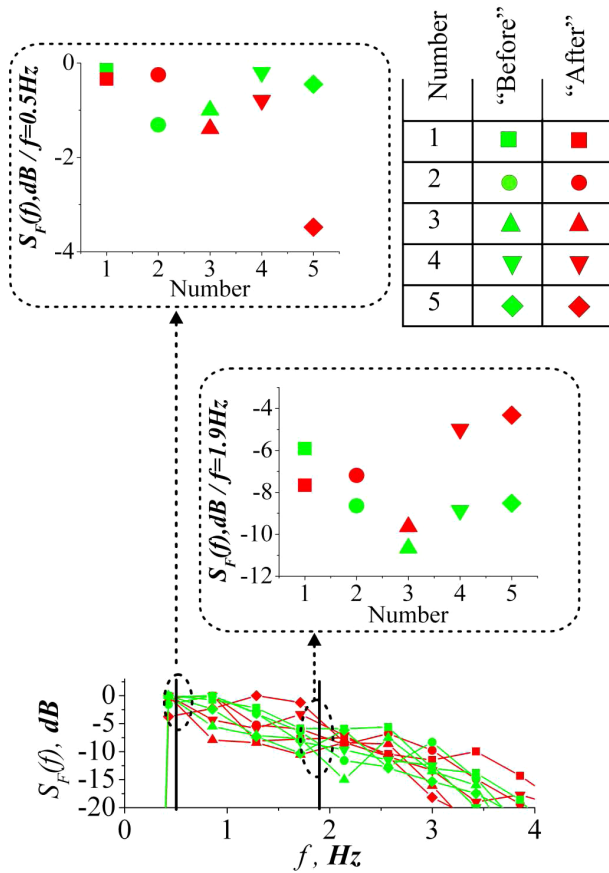 S_F(f),dB / f=0.5Hz
0
-2
-4
1 2 3 4 5
Number
Number “Before” “After”
1
2
3
4
5
S_F(f),dB / f=1.9Hz
-4
-6
-8
-10
-12
1 2 3 4 5
Number
S_F(f), dB
0
-5
-10
-15
-20
0 1 2 3 4
f, Hz